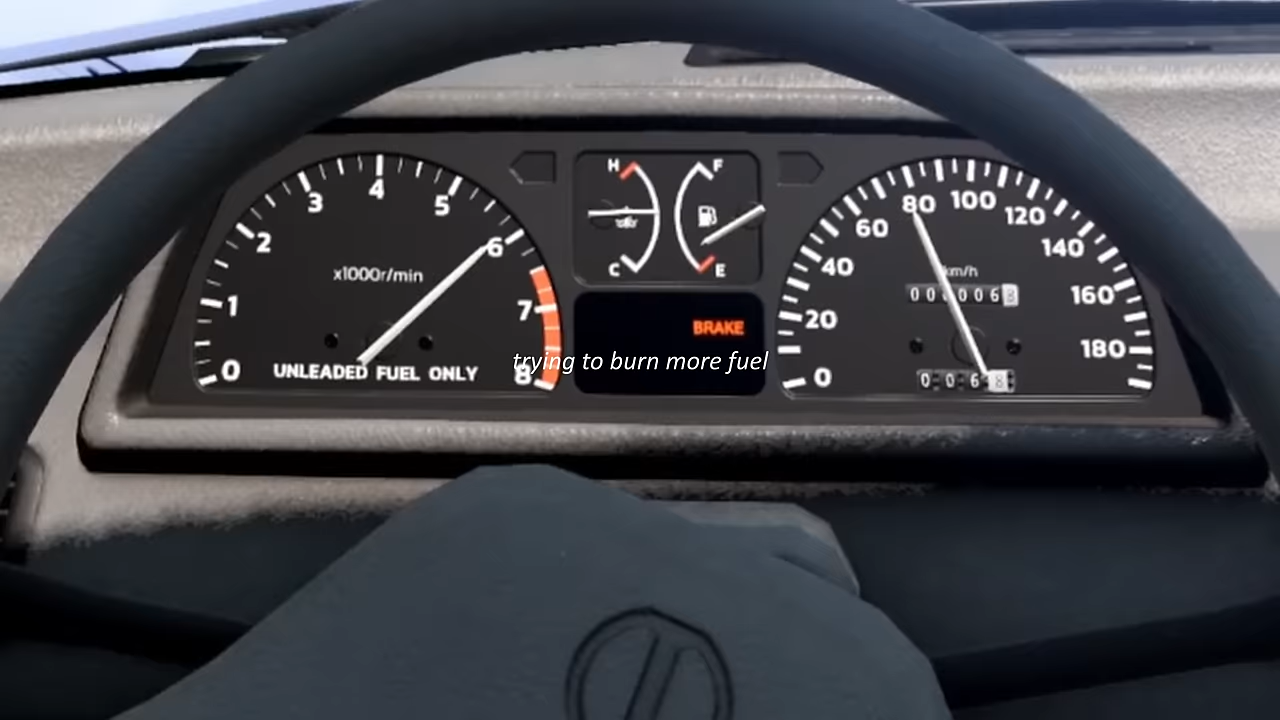 H F
4
3 5
2 6
x1000r/min
1 7
0 8
UNLEADED FUEL ONLY
C E
BRAKE
trying to burn more fuel
80 100
60 120
40 140
km/h
20 160
0 180